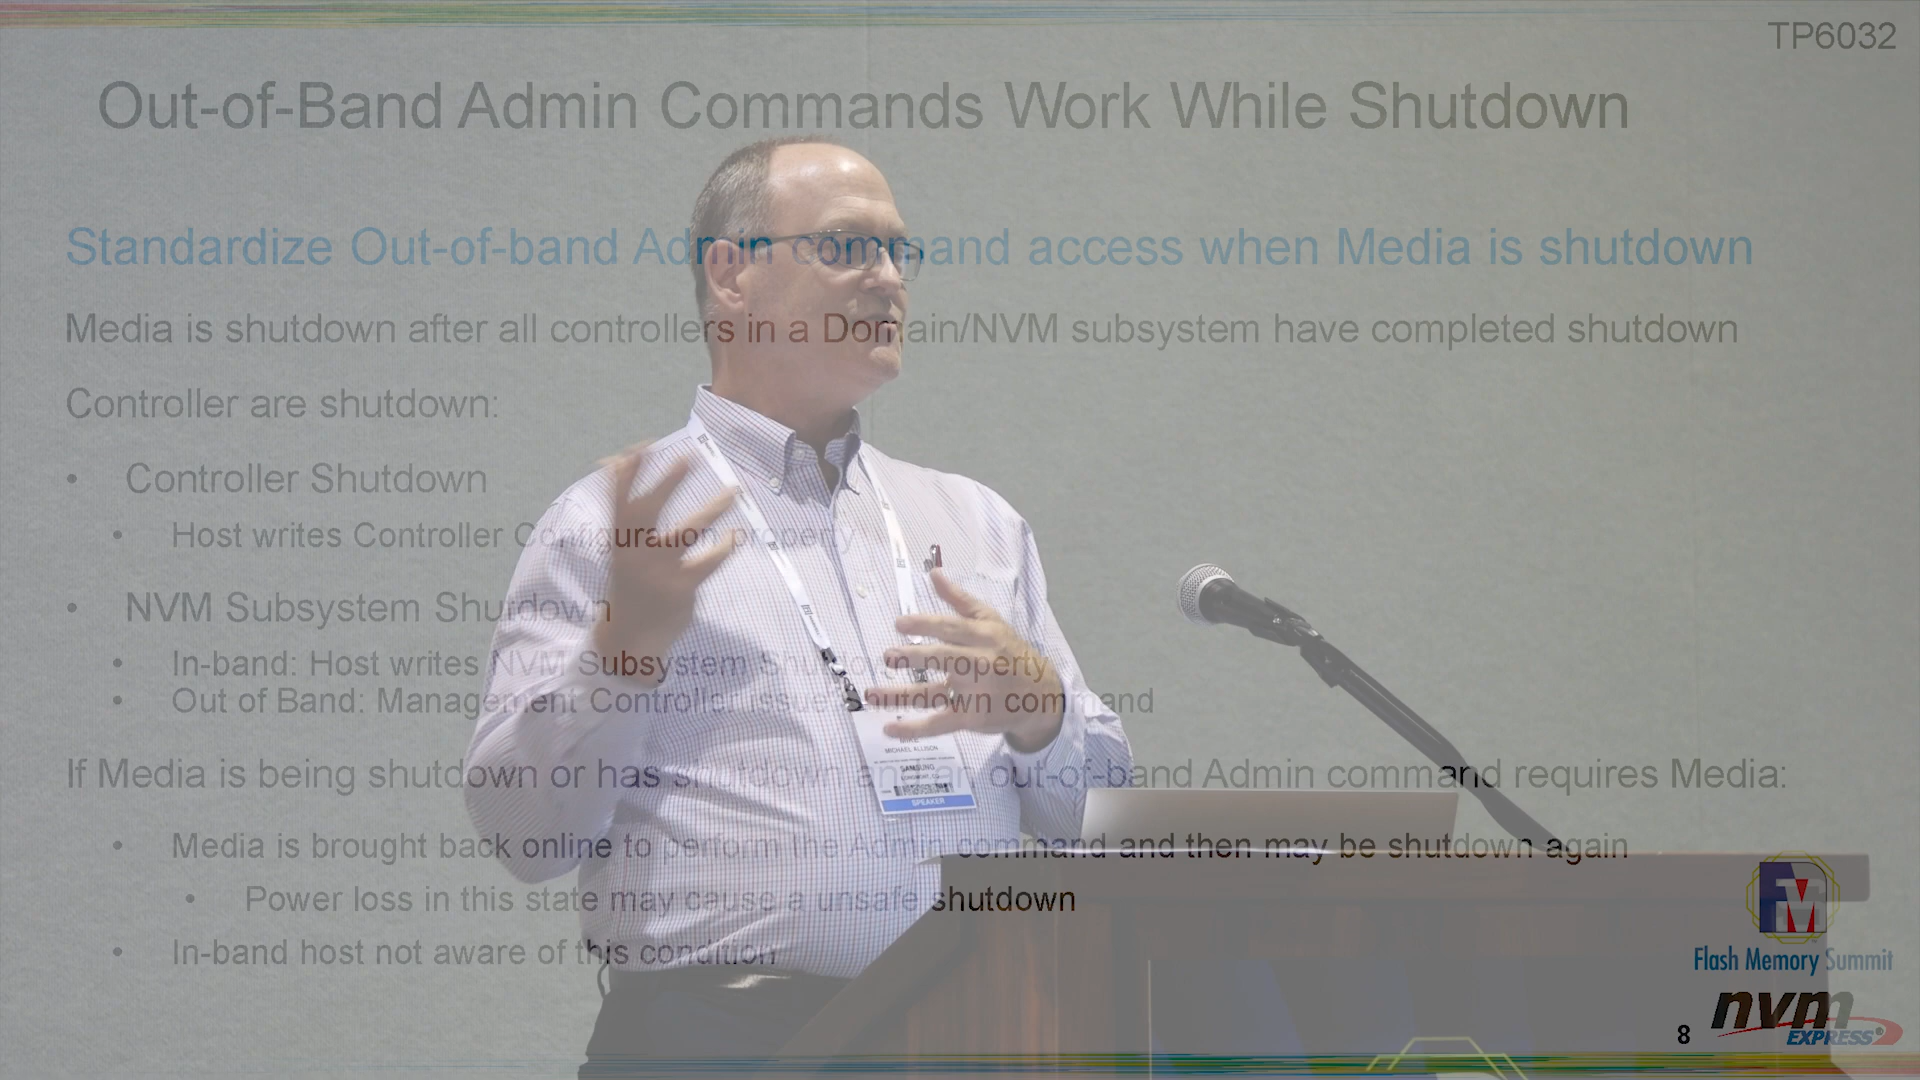 TP6032
Out-of-Band Admin Commands Work While Shutdown
Standardize Out-of-band Admin command access when Media is shutdown
Media is shutdown after all controllers in a Domain/NVM subsystem have completed shutdown
Controller are shutdown:
• Controller Shutdown
• Host writes Controller Configuration property
• NVM Subsystem Shutdown
• In-band: Host writes NVM Subsystem Shutdown property
• Out of Band: Management Controller issues shutdown command
If Media is being shutdown or has shutdown and an out-of-band Admin command requires Media:
• Media is brought back online to perform the Admin command and then may be shutdown again
• Power loss in this state may cause a unsafe shutdown
• In-band host not aware of this condition
MICHAEL ALLISON
SAMSUNG
SPEAKER
Flash Memory Summit
nvm
EXPRESS
8